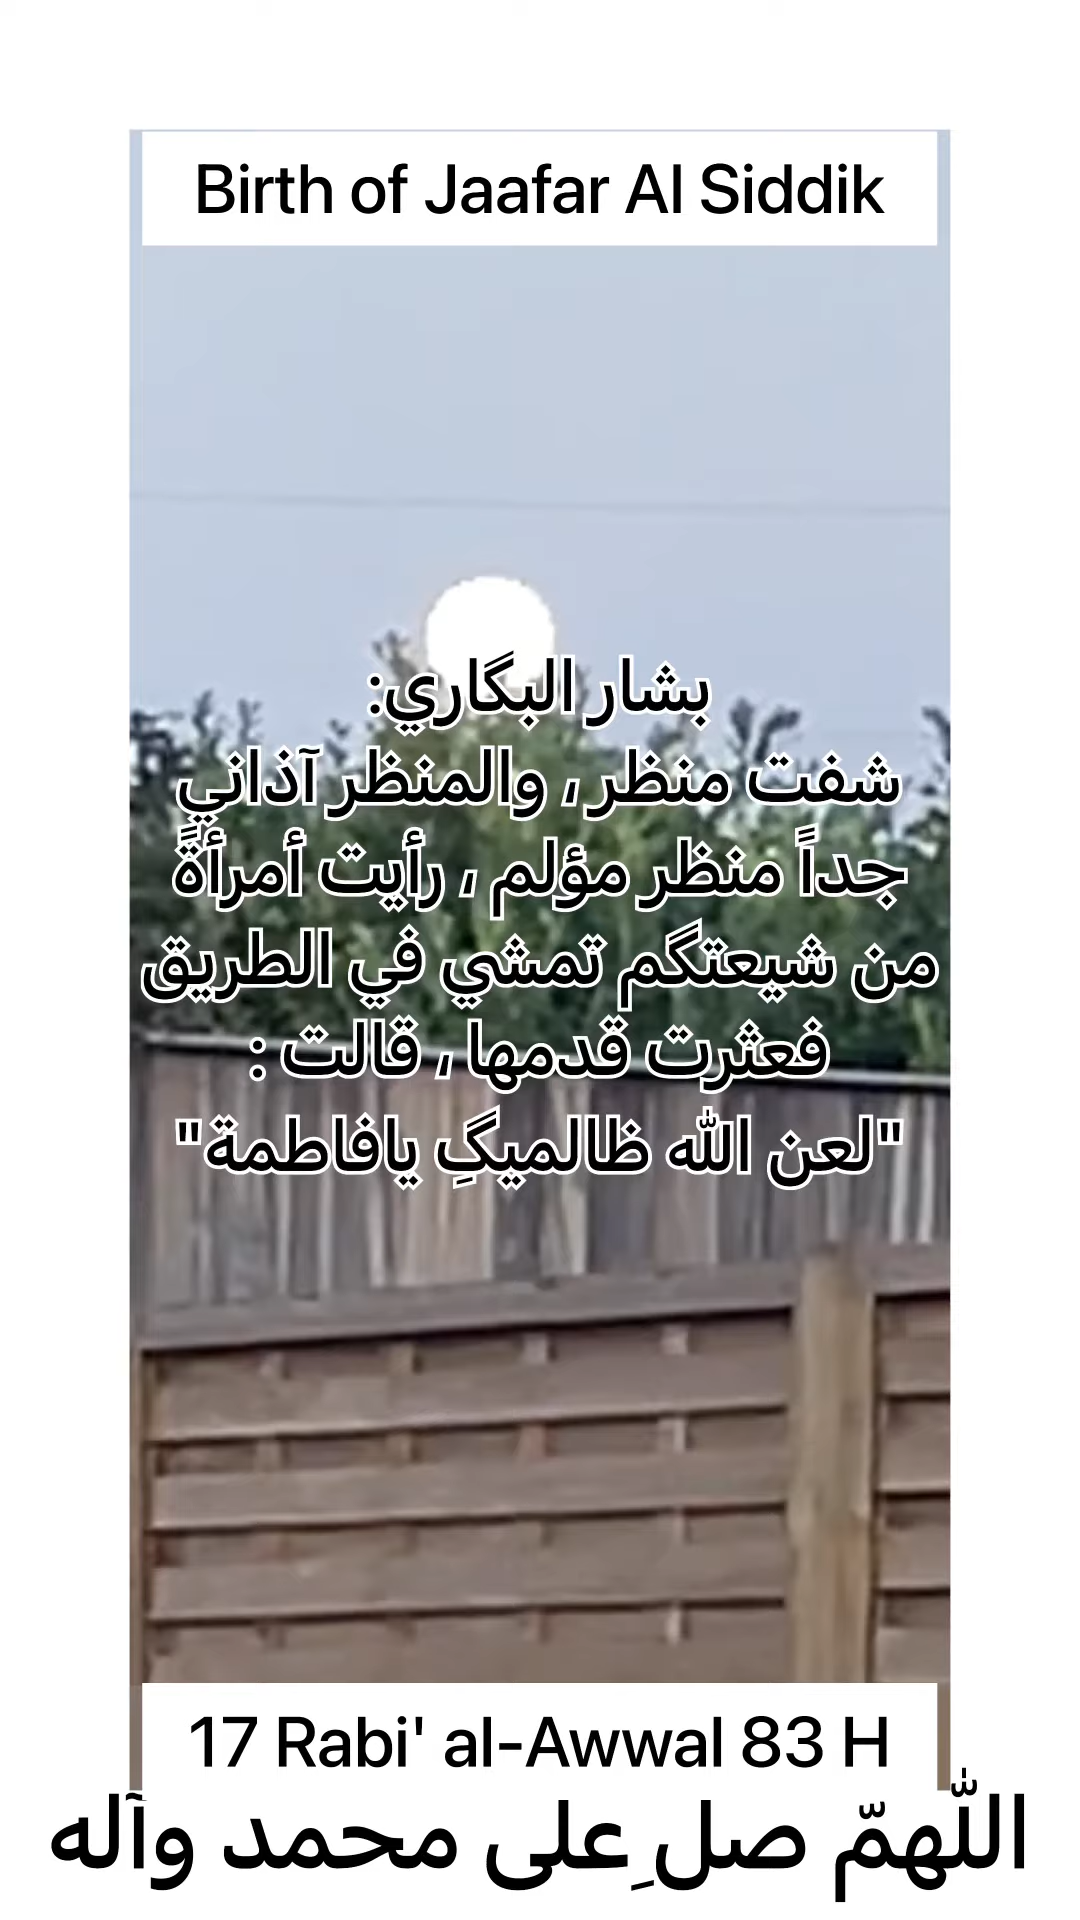 Birth of Jaafar Al Siddik
بشار البگاري:
شفت منظر ، والمنظر آذاني
جداً منظر مؤلم ، رأيت أمرأةً
من شيعتگم تمشي في الطريق
فعثرت قدمها ، قالت :
"لعن الله ظالميگِ يافاطمة"
17 Rabi' al-Awwal 83 H
اللّهمّ صل ِعلى محمد وآله